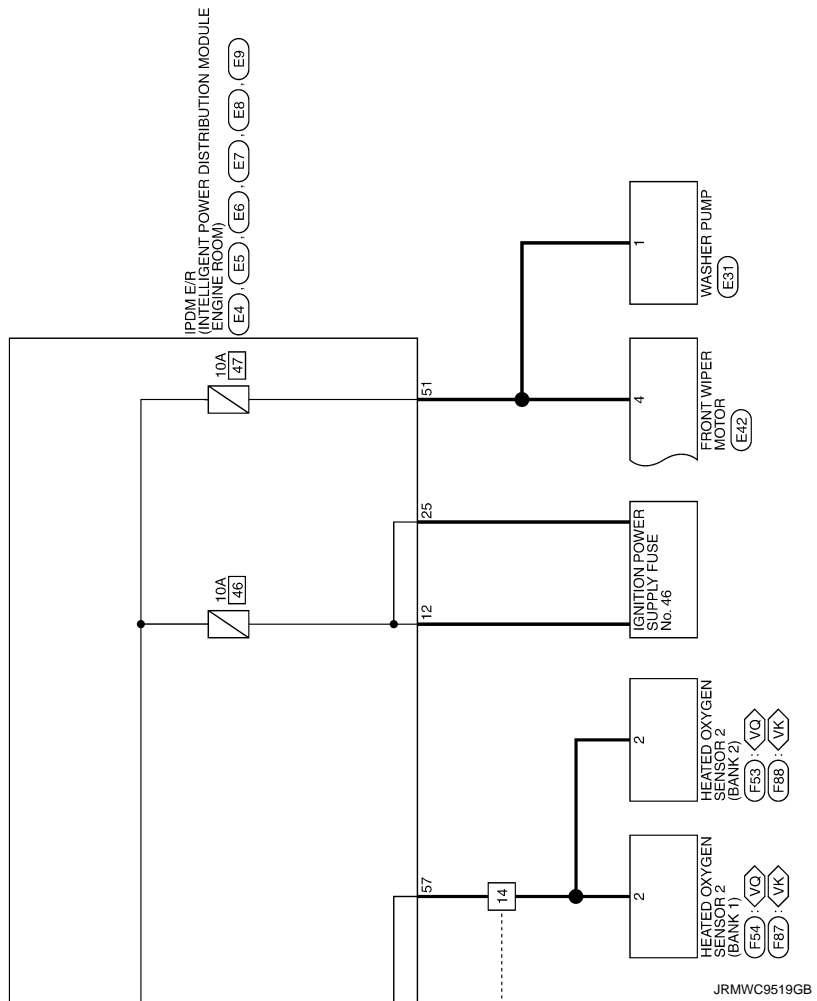 IPDM E/R
(INTELLIGENT POWER DISTRIBUTION MODULE
ENGINE ROOM)
E4 , E5 , E6 , E7 , E8 , E9
10A
47
10A
46
51
25
12
57
14
1
WASHER PUMP
E31
4
FRONT WIPER
MOTOR
E42
IGNITION POWER
SUPPLY FUSE
No. 46
2
HEATED OXYGEN
SENSOR 2
(BANK 2)
F53 : VQ
F88 : VK
2
HEATED OXYGEN
SENSOR 2
(BANK 1)
F54 : VQ
F87 : VK
JRMWC9519GB